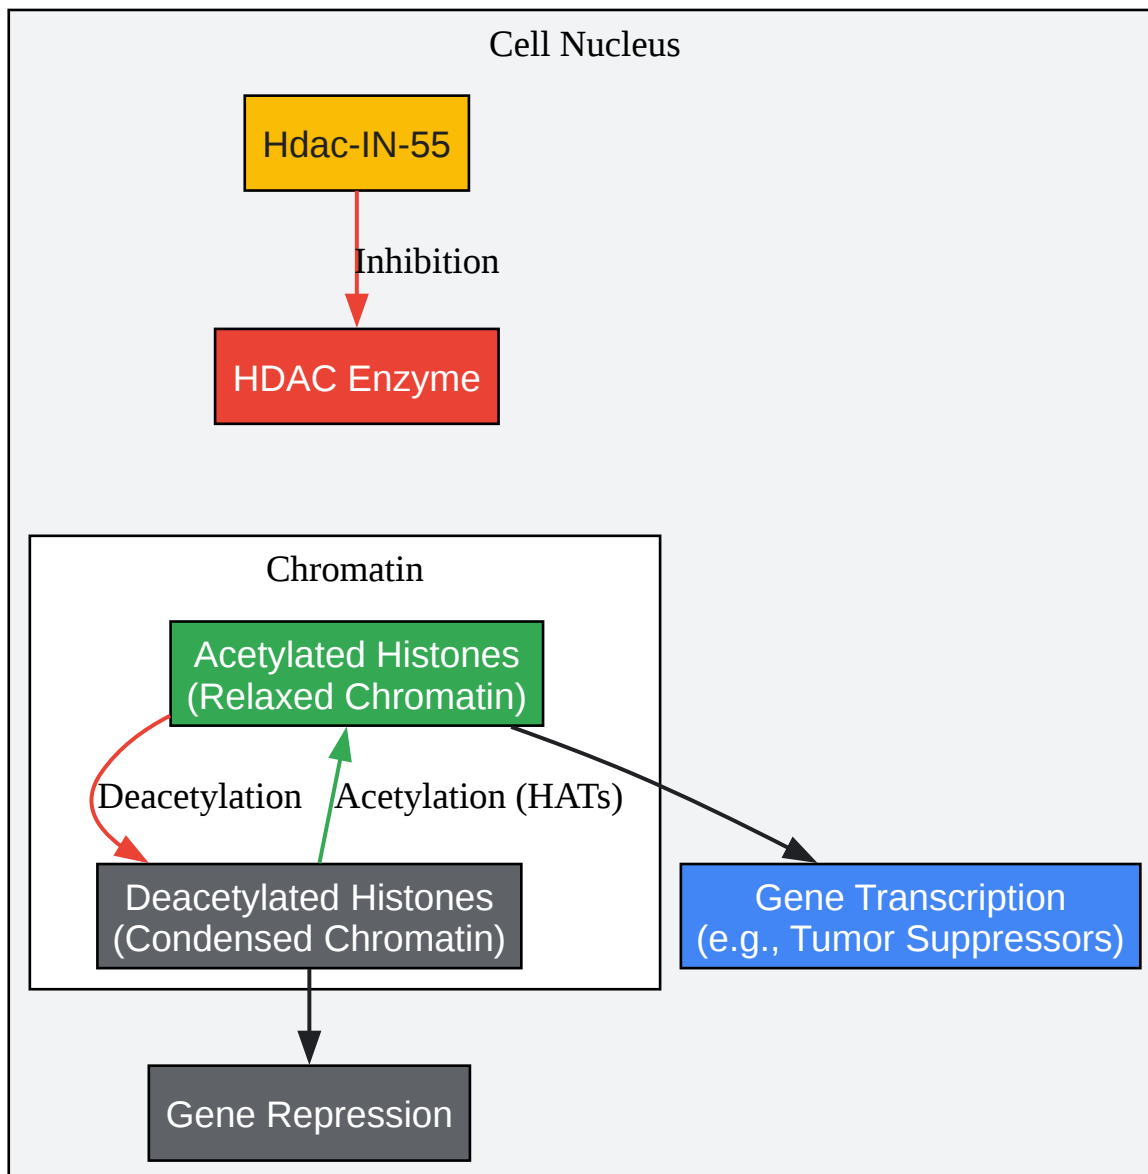 Cell Nucleus
Hdac-IN-55
Inhibition
HDAC Enzyme
Chromatin
Acetylated Histones
(Relaxed Chromatin)
Deacetylation
Acetylation (HATs)
Deacetylated Histones
(Condensed Chromatin)
Gene Transcription
(e.g., Tumor Suppressors)
Gene Repression